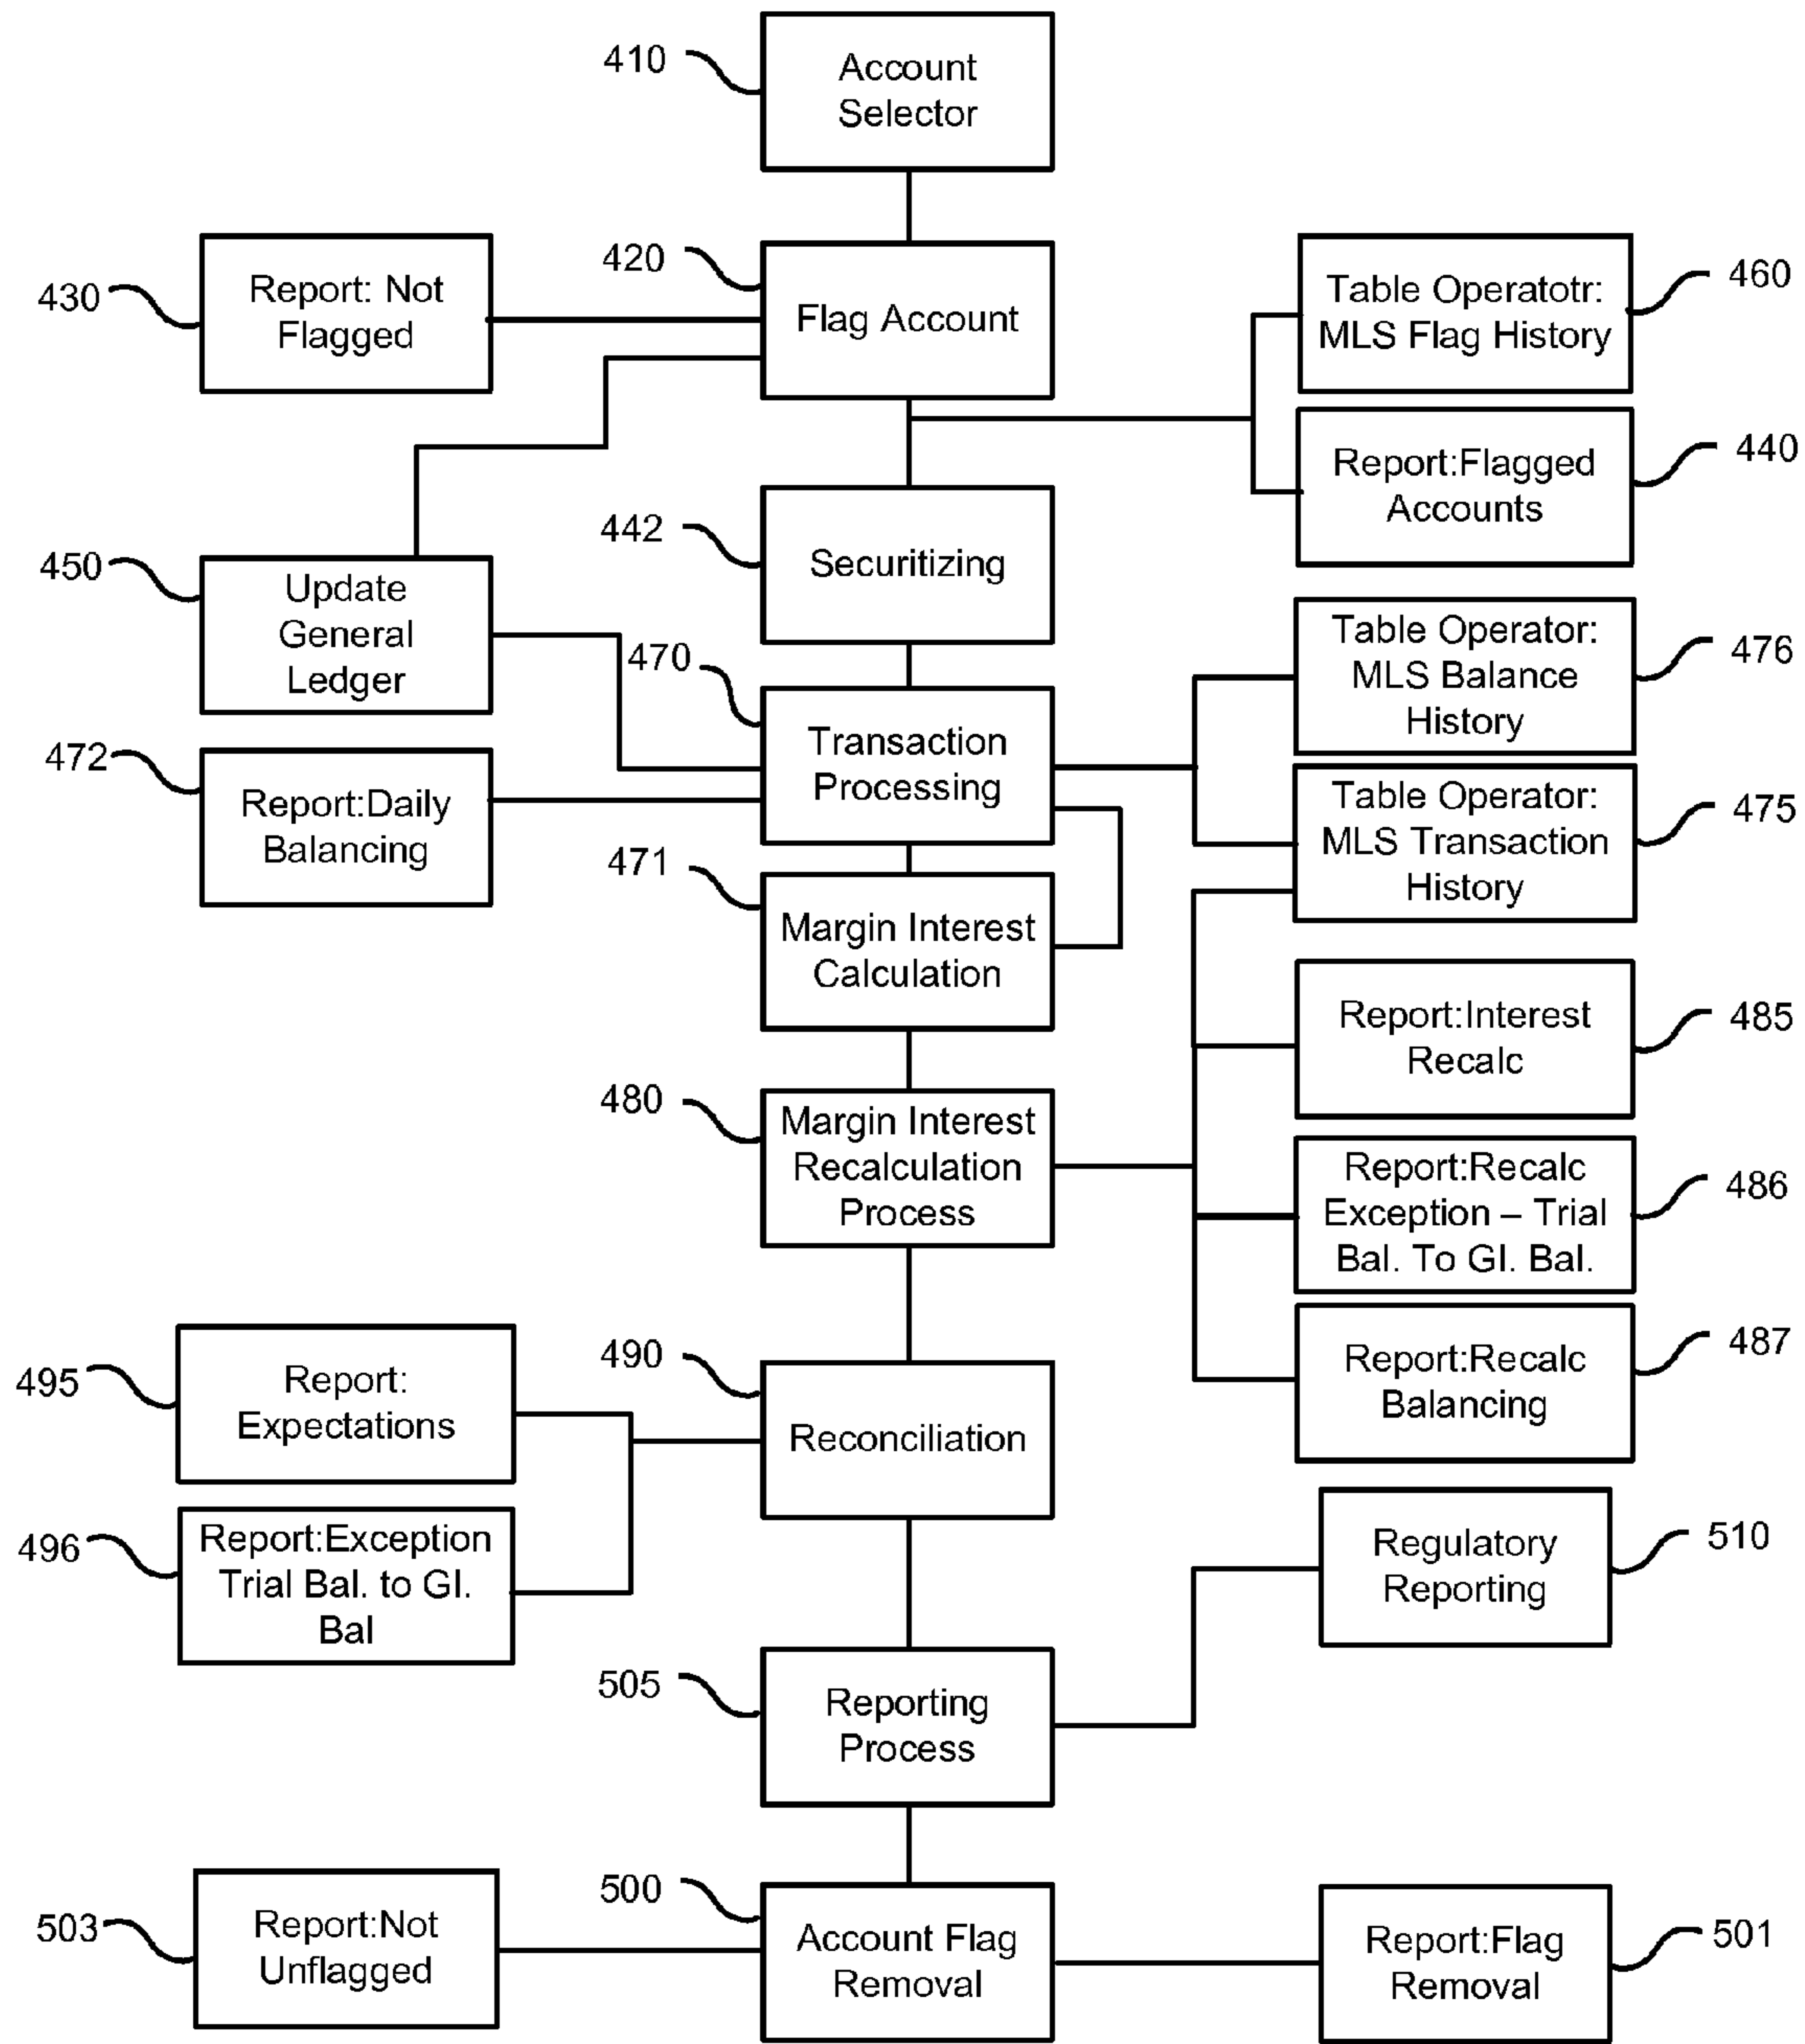 410
Account
Selector
430
Report: Not
Flagged
420
Flag Account
Table Operatotr:
MLS Flag History
460
Report:Flagged
Accounts
440
442
Securitizing
450
Update
General
Ledger
470
Transaction
Processing
Table Operator:
MLS Balance
History
476
472
Report:Daily
Balancing
Table Operator:
MLS Transaction
History
475
471
Margin Interest
Calculation
Report:Interest
Recalc
485
480
Margin Interest
Recalculation
Process
Report:Recalc
Exception – Trial
Bal. To Gl. Bal.
486
Report:Recalc
Balancing
487
495
Report:
Expectations
490
Reconciliation
496
Report:Exception
Trial Bal. to Gl.
Bal
Regulatory
Reporting
510
505
Reporting
Process
503
Report:Not
Unflagged
500
Account Flag
Removal
Report:Flag
Removal
501